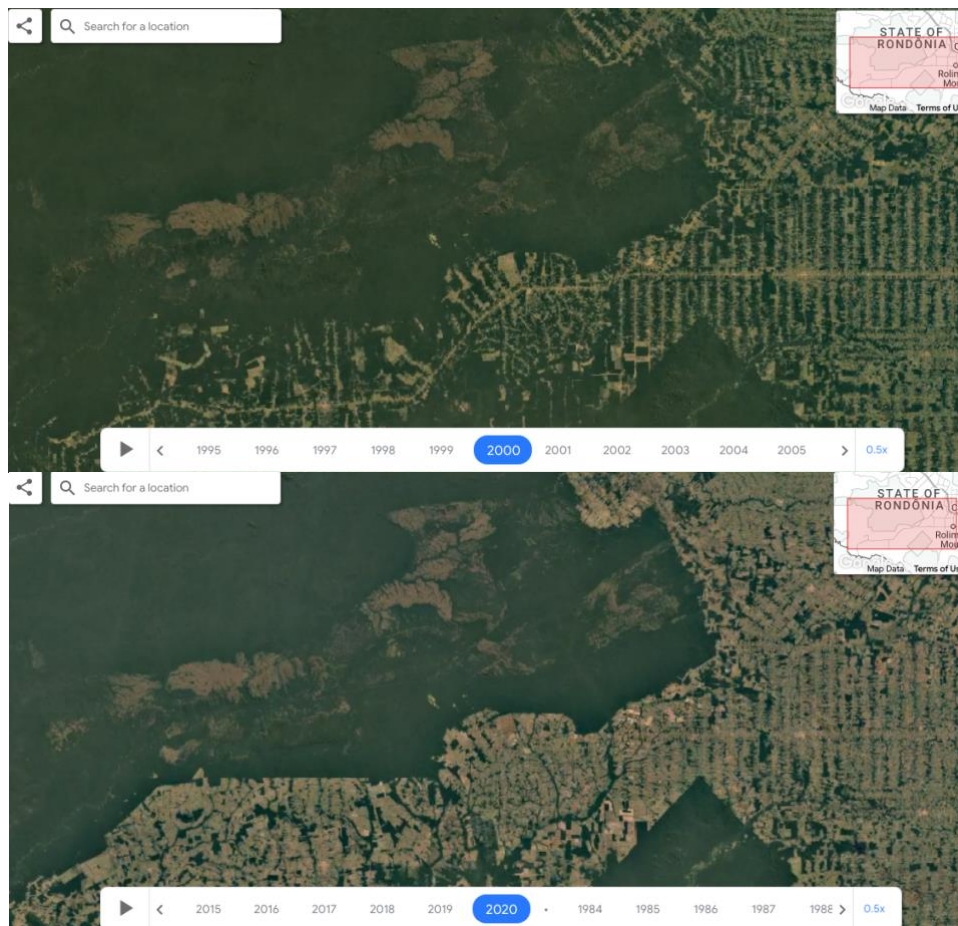 Search for a location
STATE OF
RONDÔNIA
Map Data
1995 1996 1997 1998 1999 2000 2001 2002 2003 2004 2005 0.5x
Search for a location
STATE OF
RONDÔNIA
Map Data
2015 2016 2017 2018 2019 2020 1984 1985 1986 1987 1988 0.5x